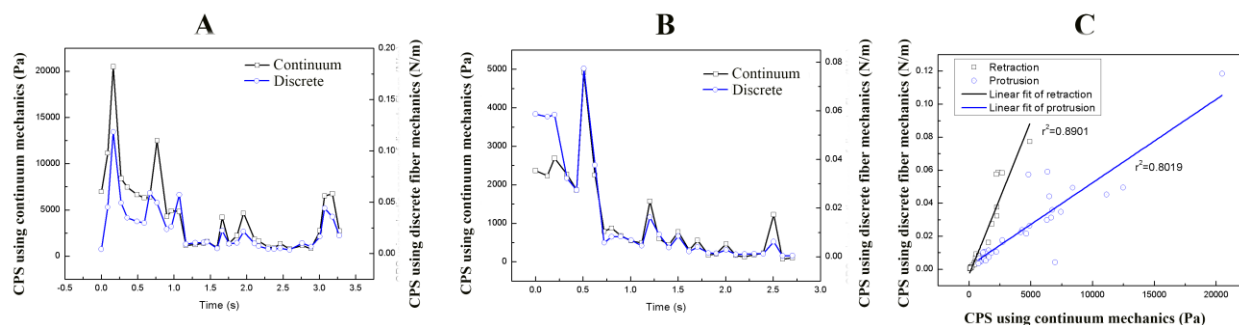 A
CPS using continuum mechanics (Pa)
20000
15000
10000
5000
0
-0.5
0.0
0.5
1.0
1.5
2.0
2.5
3.0
3.5
Time (s)
Continuum
Discrete
0.20
0.15
0.10
0.05
0.00
CPS using discrete fiber mechanics (N/m)
B
CPS using continuum mechanics (Pa)
5000
4000
3000
2000
1000
0
0.0
0.5
1.0
1.5
2.0
2.5
3.0
Time (s)
Continuum
Discrete
0.08
0.06
0.04
0.02
0.00
CPS using discrete fiber mechanics (N/m)
C
CPS using discrete fiber mechanics (N/m)
0.12
0.08
0.04
0.00
Retraction
Protrusion
Linear fit of retraction
Linear fit of protrusion
r²=0.8901
r²=0.8019
0
5000
10000
15000
20000
CPS using continuum mechanics (Pa)